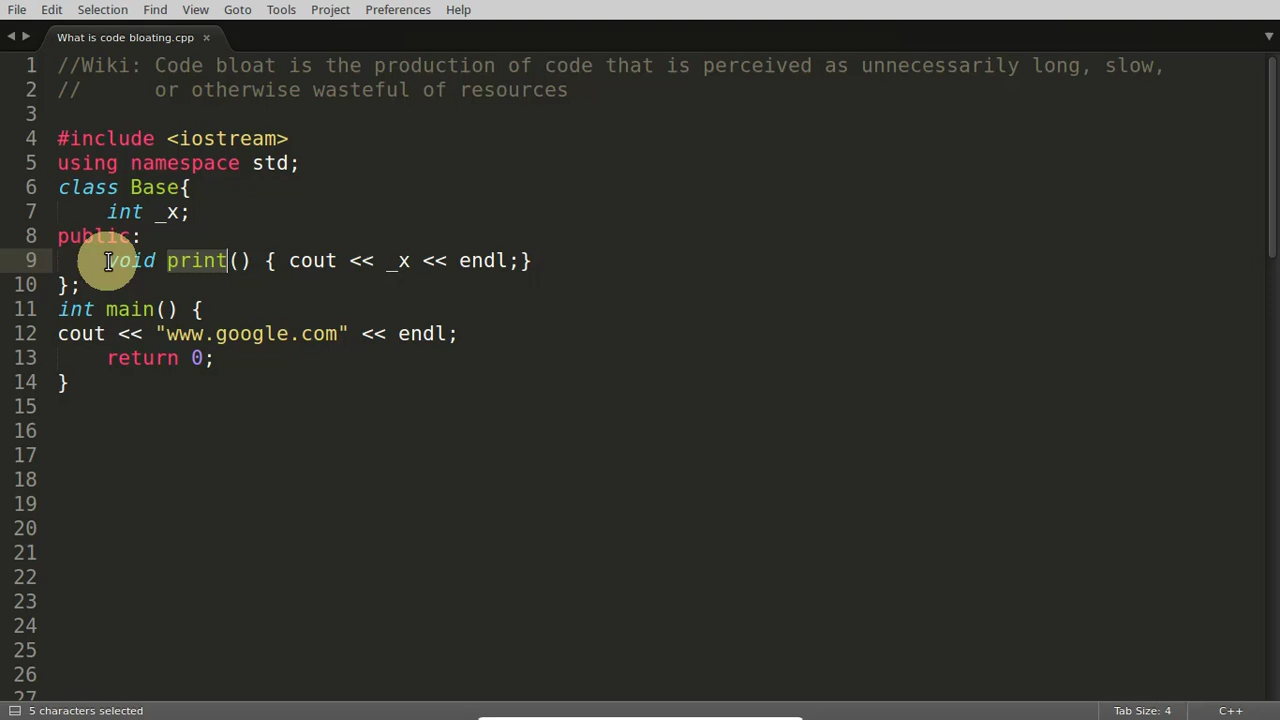 File Edit Selection Find View Goto Tools Project Preferences Help
What is code bloating.cpp ×
1 //Wiki: Code bloat is the production of code that is perceived as unnecessarily long, slow,
2 //      or otherwise wasteful of resources
3
4 #include <iostream>
5 using namespace std;
6 class Base{
7     int _x;
8 public:
9     void print() { cout << _x << endl;}
10 };
11 int main() {
12 cout << "www.google.com" << endl;
13     return 0;
14 }
15
16
17
18
19
20
21
22
23
24
25
26
27
5 characters selected Tab Size: 4 C++